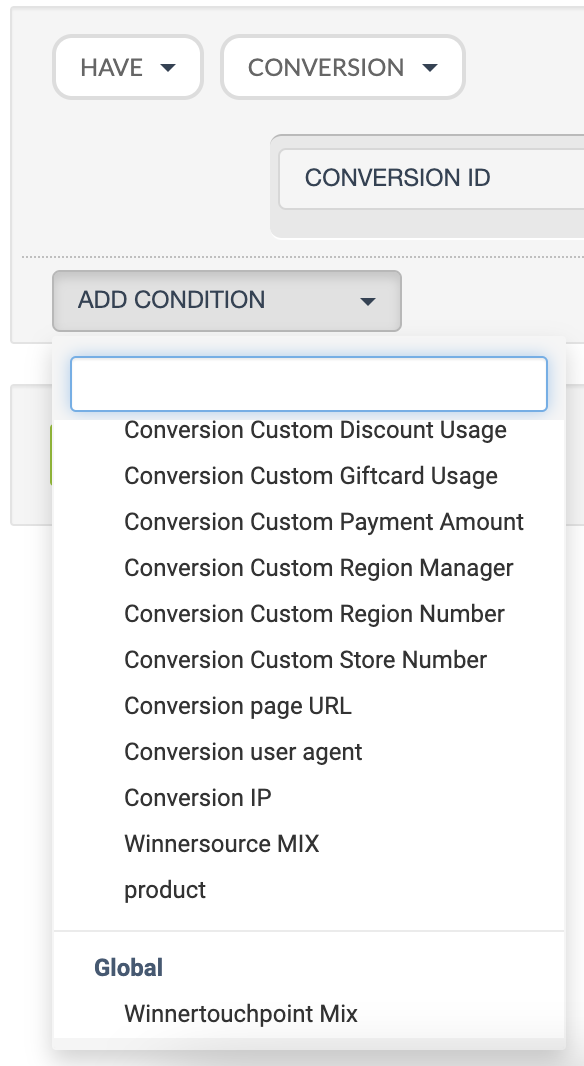 HAVE
CONVERSION
CONVERSION ID
ADD CONDITION
Conversion Custom Discount Usage
Conversion Custom Giftcard Usage
Conversion Custom Payment Amount
Conversion Custom Region Manager
Conversion Custom Region Number
Conversion Custom Store Number
Conversion page URL
Conversion user agent
Conversion IP
Winnersource MIX
product
Global
Winnertouchpoint Mix